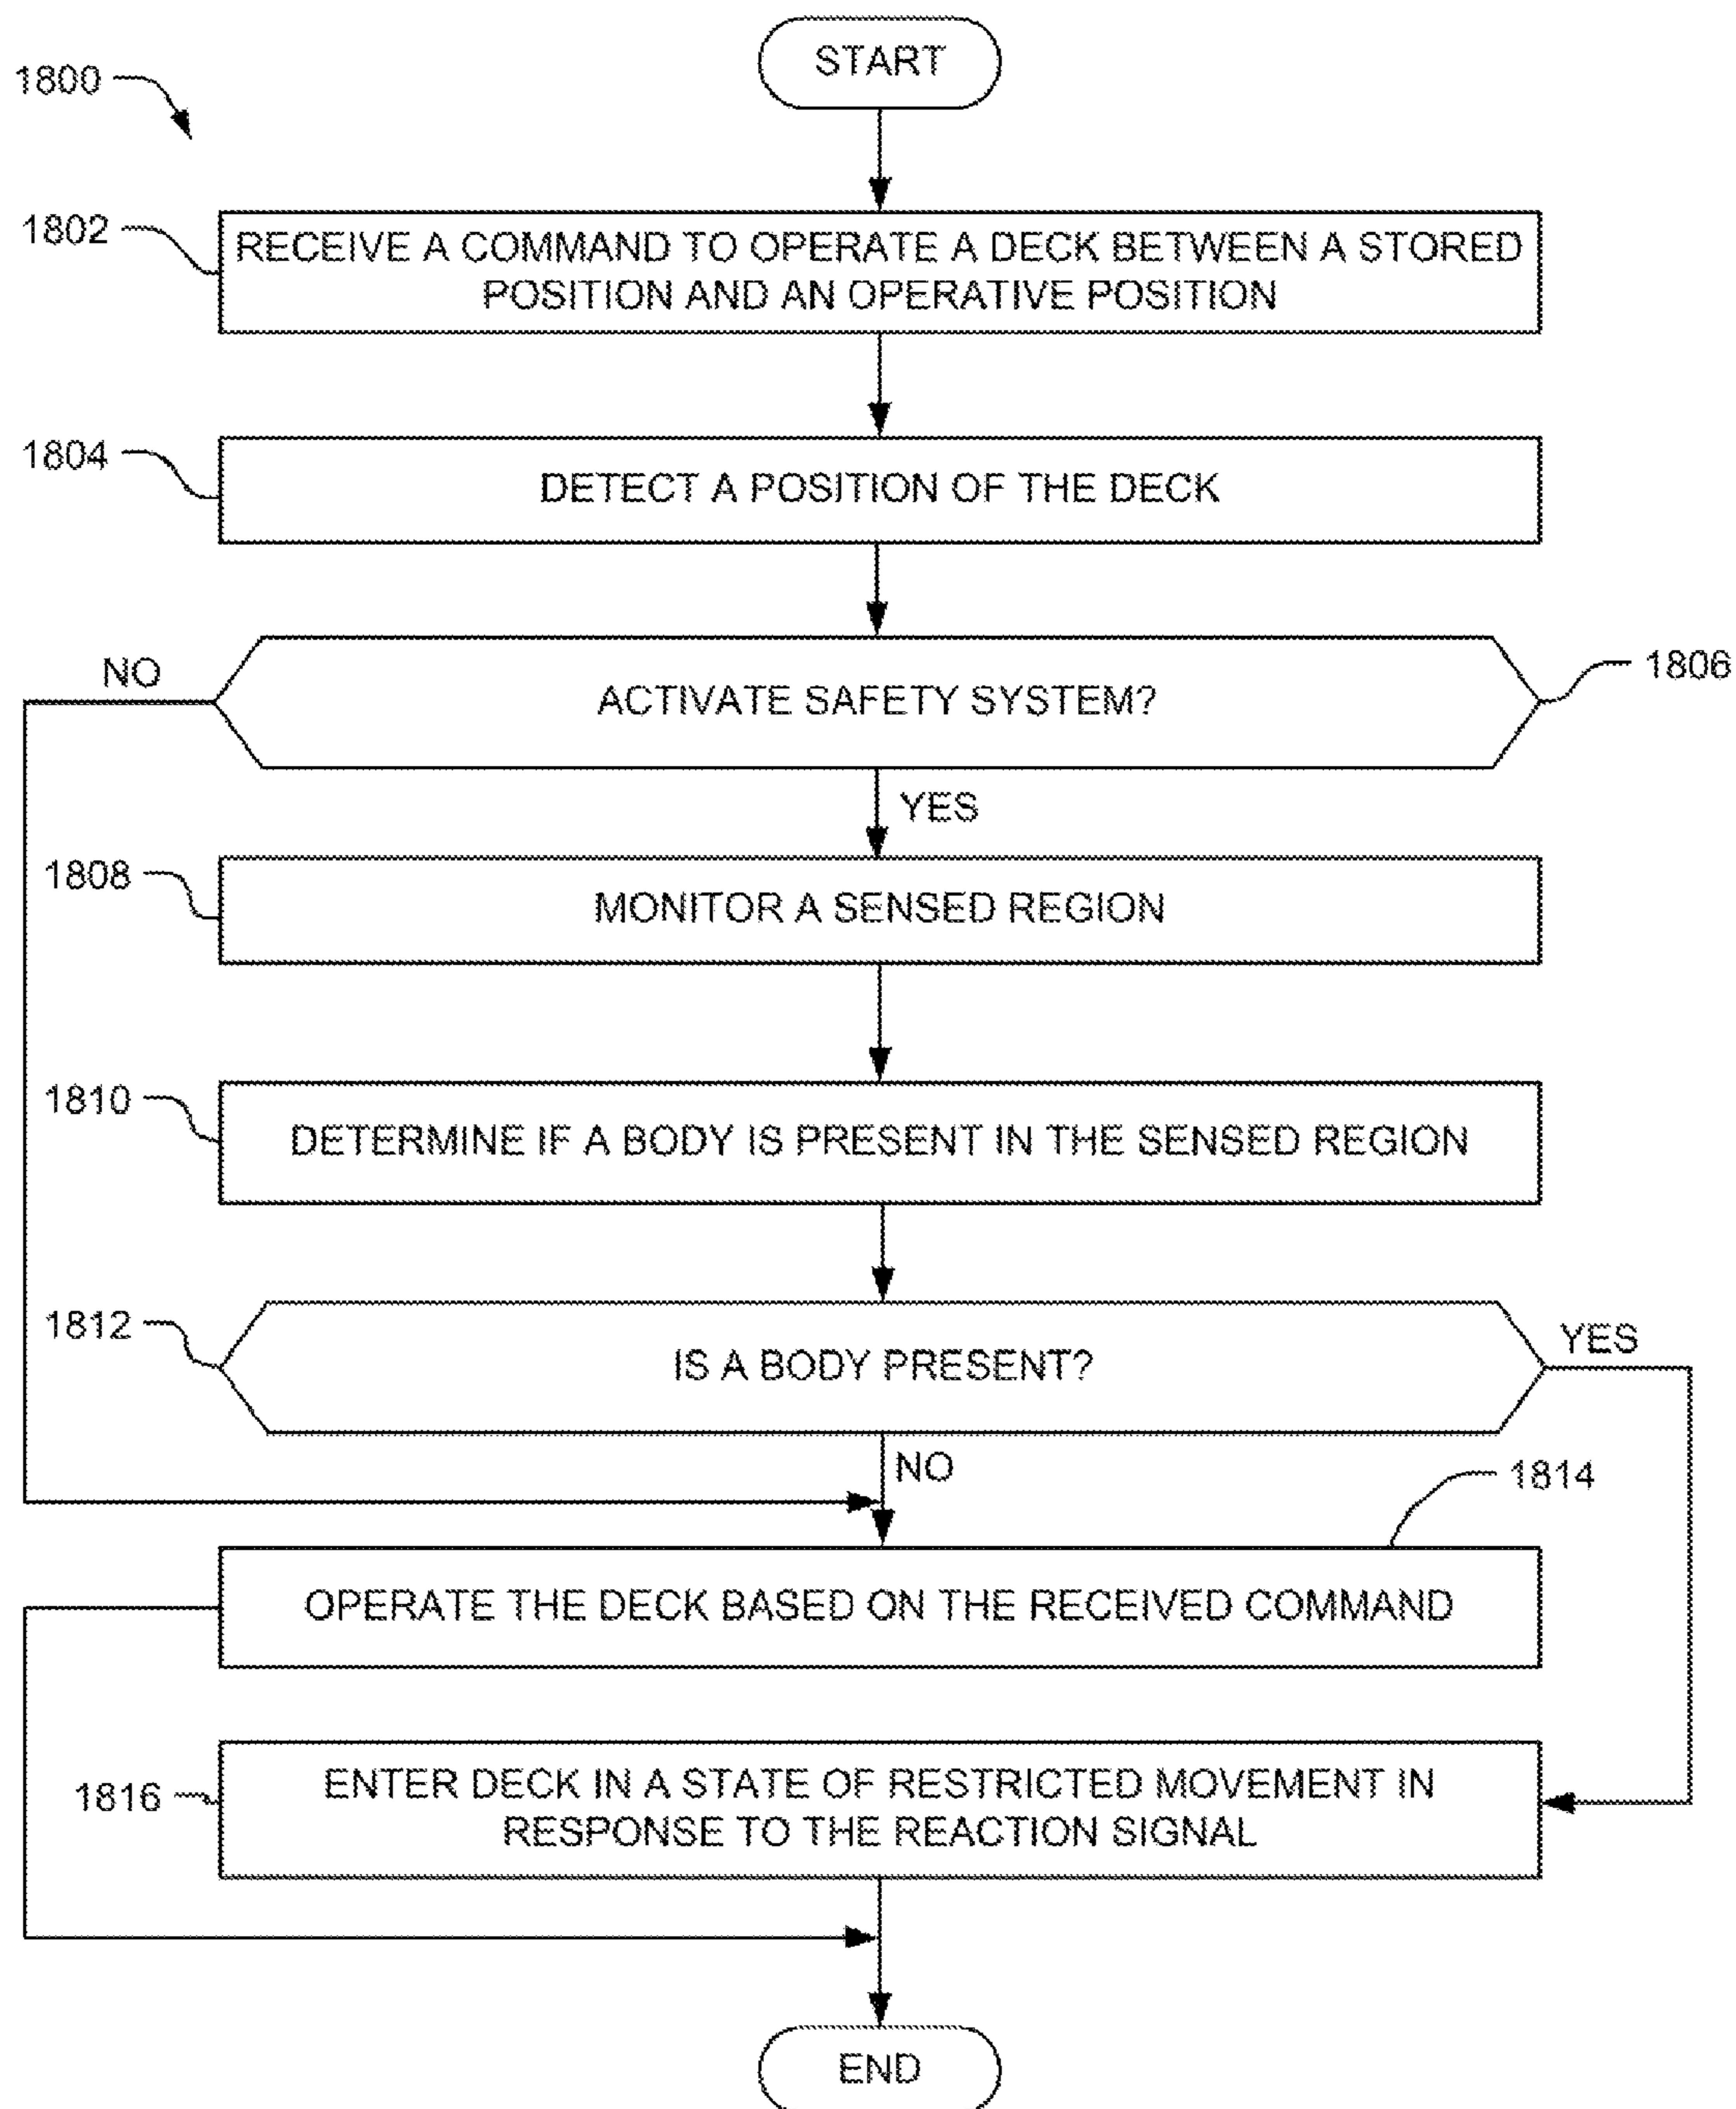 START
1800
1802
RECEIVE A COMMAND TO OPERATE A DECK BETWEEN A STORED
POSITION AND AN OPERATIVE POSITION
1804
DETECT A POSITION OF THE DECK
NO
1806
ACTIVATE SAFETY SYSTEM?
YES
1808
MONITOR A SENSED REGION
1810
DETERMINE IF A BODY IS PRESENT IN THE SENSED REGION
1812
YES
IS A BODY PRESENT?
NO
1814
OPERATE THE DECK BASED ON THE RECEIVED COMMAND
1816
ENTER DECK IN A STATE OF RESTRICTED MOVEMENT IN
RESPONSE TO THE REACTION SIGNAL
END